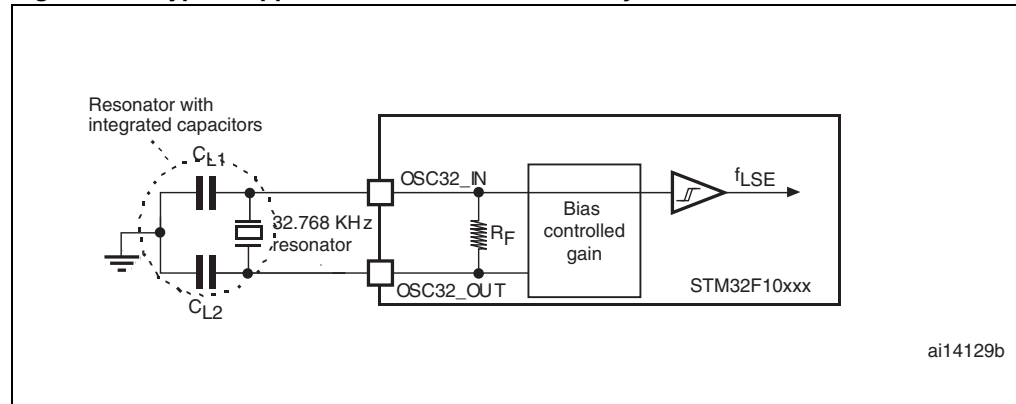 Resonator with
integrated capacitors
CL1
OSC32_IN
fLSE
32.768 KHz
resonator
RF
Bias
controlled
gain
OSC32_OUT
STM32F10xxx
CL2
ai14129b